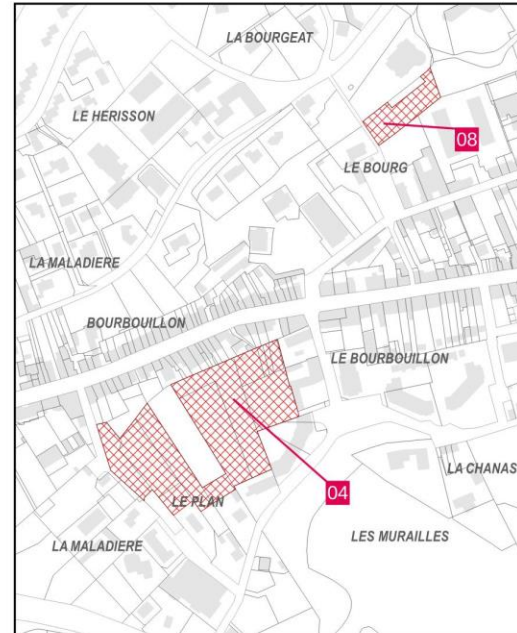 LA BOURGEAT
LE HERISSON
08
LE BOURG
LA MALADIERE
BOURBOUILLON
LE BOURBOUILLON
LA CHANAS
04
LE PLAN
LES MURAILLES
LA MALADIERE